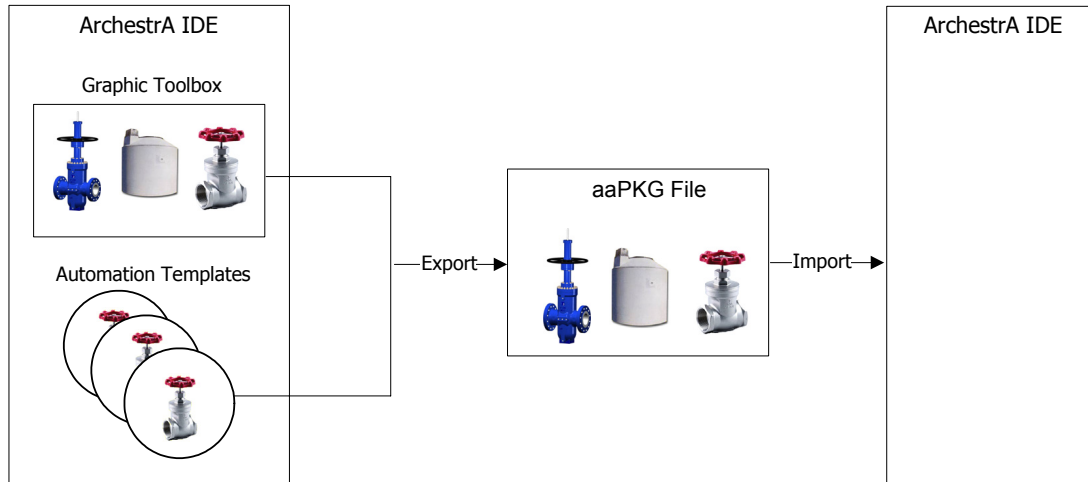 ArchestrA IDE
Graphic Toolbox
Automation Templates
Export
aaPKG File
Import
ArchestrA IDE